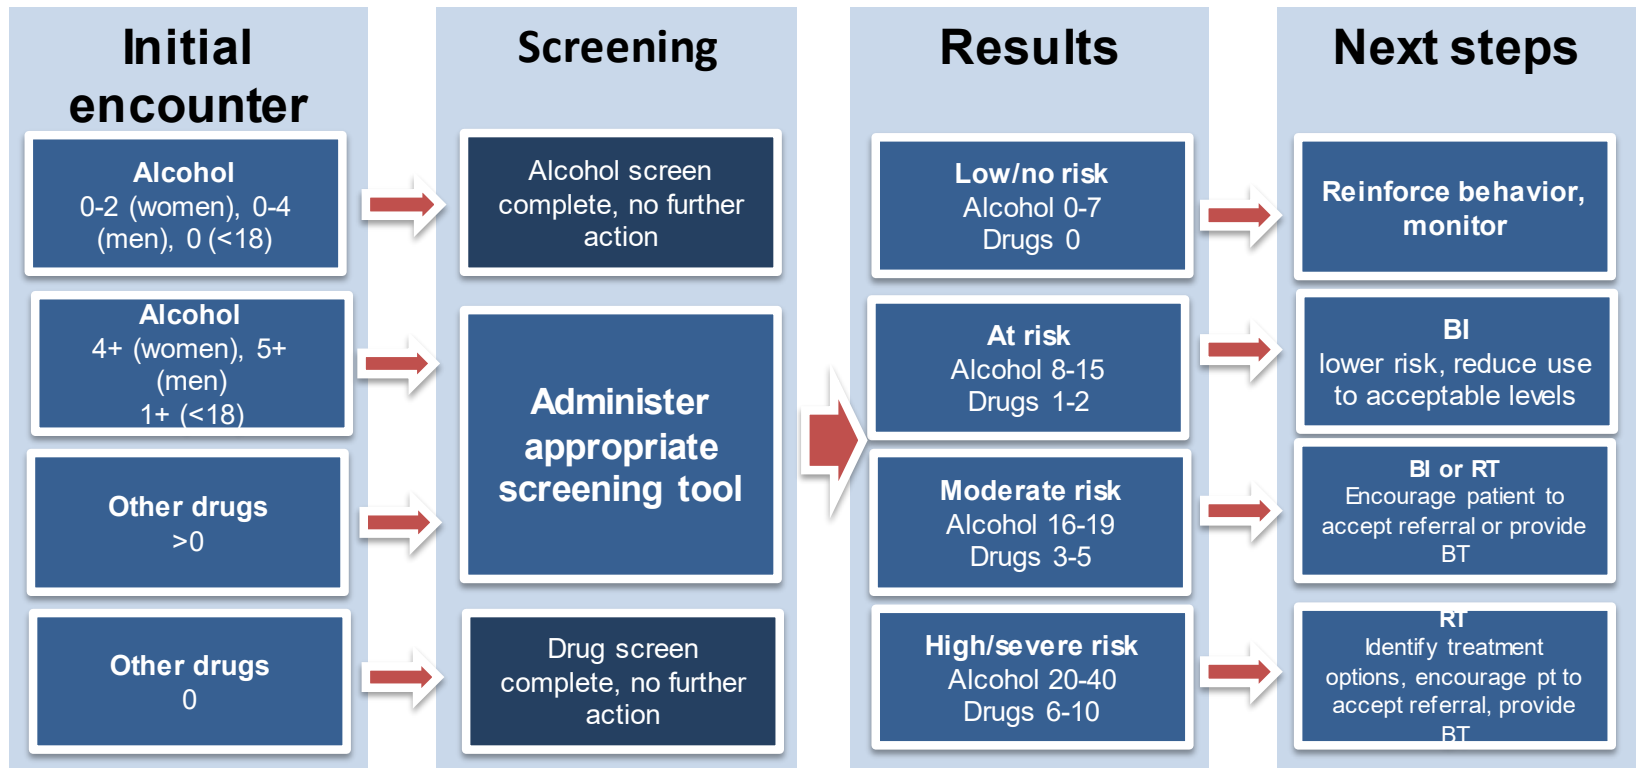 Initial
encounter
Alcohol
0-2 (women), 0-4
(men), 0 (<18)
Alcohol
4+ (women), 5+
(men)
1+ (<18)
Other drugs
>0
Other drugs
0
Screening
Alcohol screen
complete, no further
action
Administer
appropriate
screening tool
Drug screen
complete, no further
action
Results
Low/no risk
Alcohol 0-7
Drugs 0
At risk
Alcohol 8-15
Drugs 1-2
Moderate risk
Alcohol 16-19
Drugs 3-5
High/severe risk
Alcohol 20-40
Drugs 6-10
Next steps
Reinforce behavior,
monitor
BI
lower risk, reduce use
to acceptable levels
BI or RT
Encourage patient to
accept referral or provide
BT
RT
Identify treatment
options, encourage pt to
accept referral, provide
BT